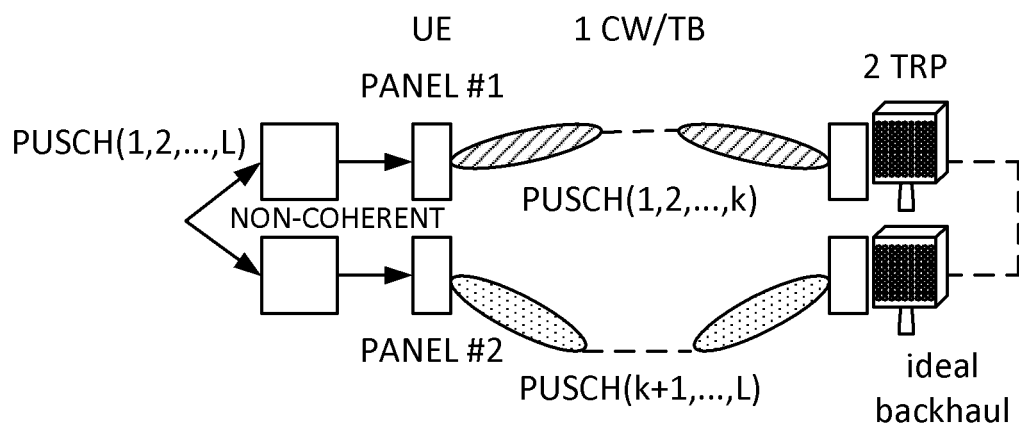 UE
1 CW/TB
2 TRP
PANEL #1
PUSCH(1,2,...,L)
PUSCH(1,2,...,k)
NON-COHERENT
PANEL #2
PUSCH(k+1,...,L)
ideal
backhaul